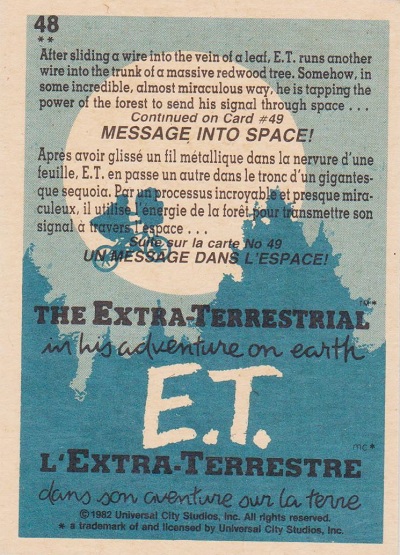 48
**
After sliding a wire into the vein of a leaf, E.T. runs another
wire into the trunk of a massive redwood tree. Somehow, in
some incredible, almost miraculous way, he is tapping the
power of the forest to send his signal through space . . .
Continued on Card #49
MESSAGE INTO SPACE!
Apres avoir glissé un fil métallique dans la nervure d'une
feuille, E.T. en passe un autre dans le tronc d'un gigantes-
que sequoia. Par un processus incroyable et presque mira-
culeux, il utilise l'énergie de la forêt pour transmettre son
signal à travers l'espace . . .
Suite sur la carte No 49
UN MESSAGE DANS L'ESPACE!
THE EXTRA-TERRESTRIAL
in his adventure on earth
E.T.
mc*
L'EXTRA-TERRESTRE
dans son aventure sur la terre
©1982 Universal City Studios, Inc. All rights reserved.
* a trademark of and licensed by Universal City Studios, Inc.